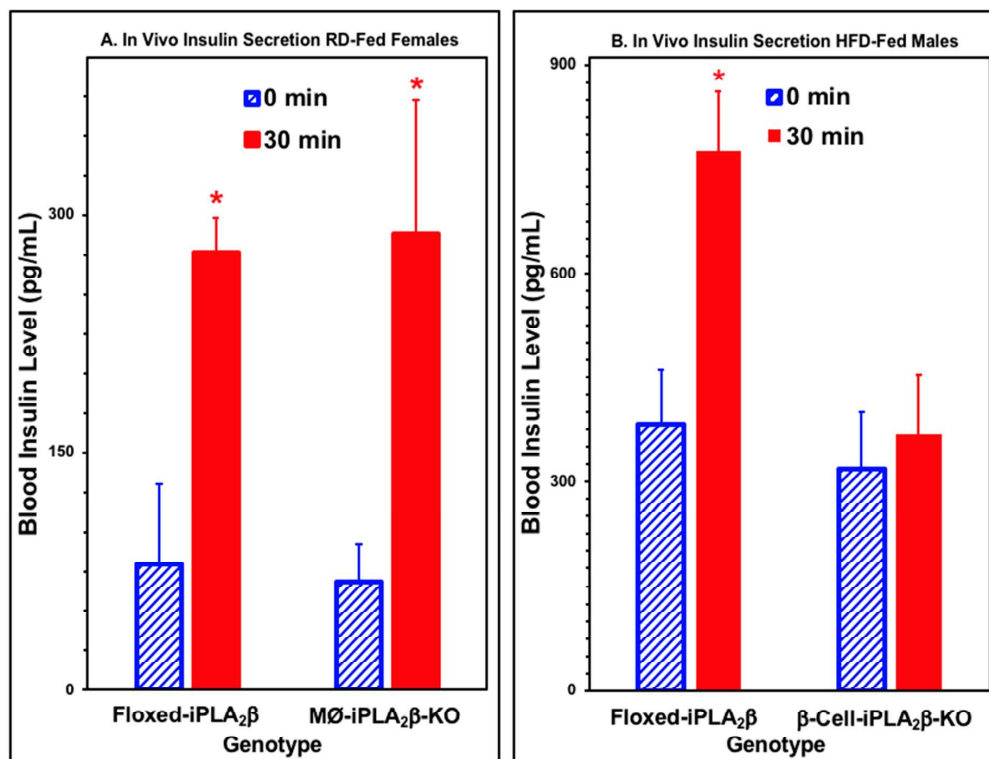 A. In Vivo Insulin Secretion RD-Fed Females
0 min
30 min
*
*
300
150
0
Blood Insulin Level (pg/mL)
Floxed-iPLA₂β
MØ-iPLA₂β-KO
Genotype
B. In Vivo Insulin Secretion HFD-Fed Males
900
*
0 min
30 min
600
300
0
Blood Insulin Level (pg/mL)
Floxed-iPLA₂β
β-Cell-iPLA₂β-KO
Genotype